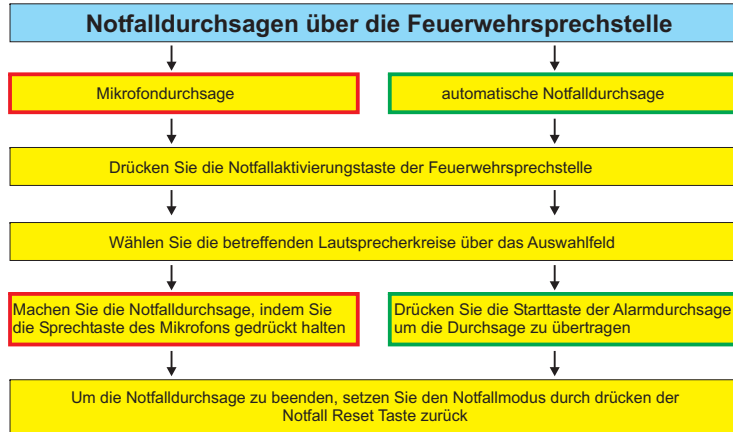 Notfalldurchsagen über die Feuerwehrsprechstelle
Mikrofondurchsage
automatische Notfalldurchsage
Drücken Sie die Notfallaktivierungstaste der Feuerwehrsprechstelle
Wählen Sie die betreffenden Lautsprecherkreise über das Auswahlfeld
Machen Sie die Notfalldurchsage, indem Sie
die Sprechtaste des Mikrofons gedrückt halten
Drücken Sie die Starttaste der Alarmdurchsage
um die Durchsage zu übertragen
Um die Notfalldurchsage zu beenden, setzen Sie den Notfallmodus durch drücken der
Notfall Reset Taste zurück